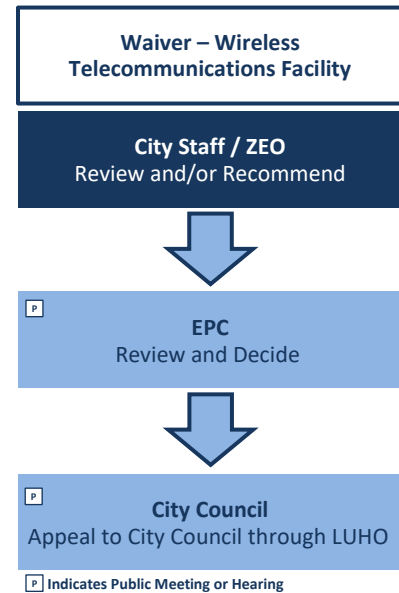 Waiver – Wireless
Telecommunications Facility
City Staff / ZEO
Review and/or Recommend
P
EPC
Review and Decide
P
City Council
Appeal to City Council through LUHO
P Indicates Public Meeting or Hearing